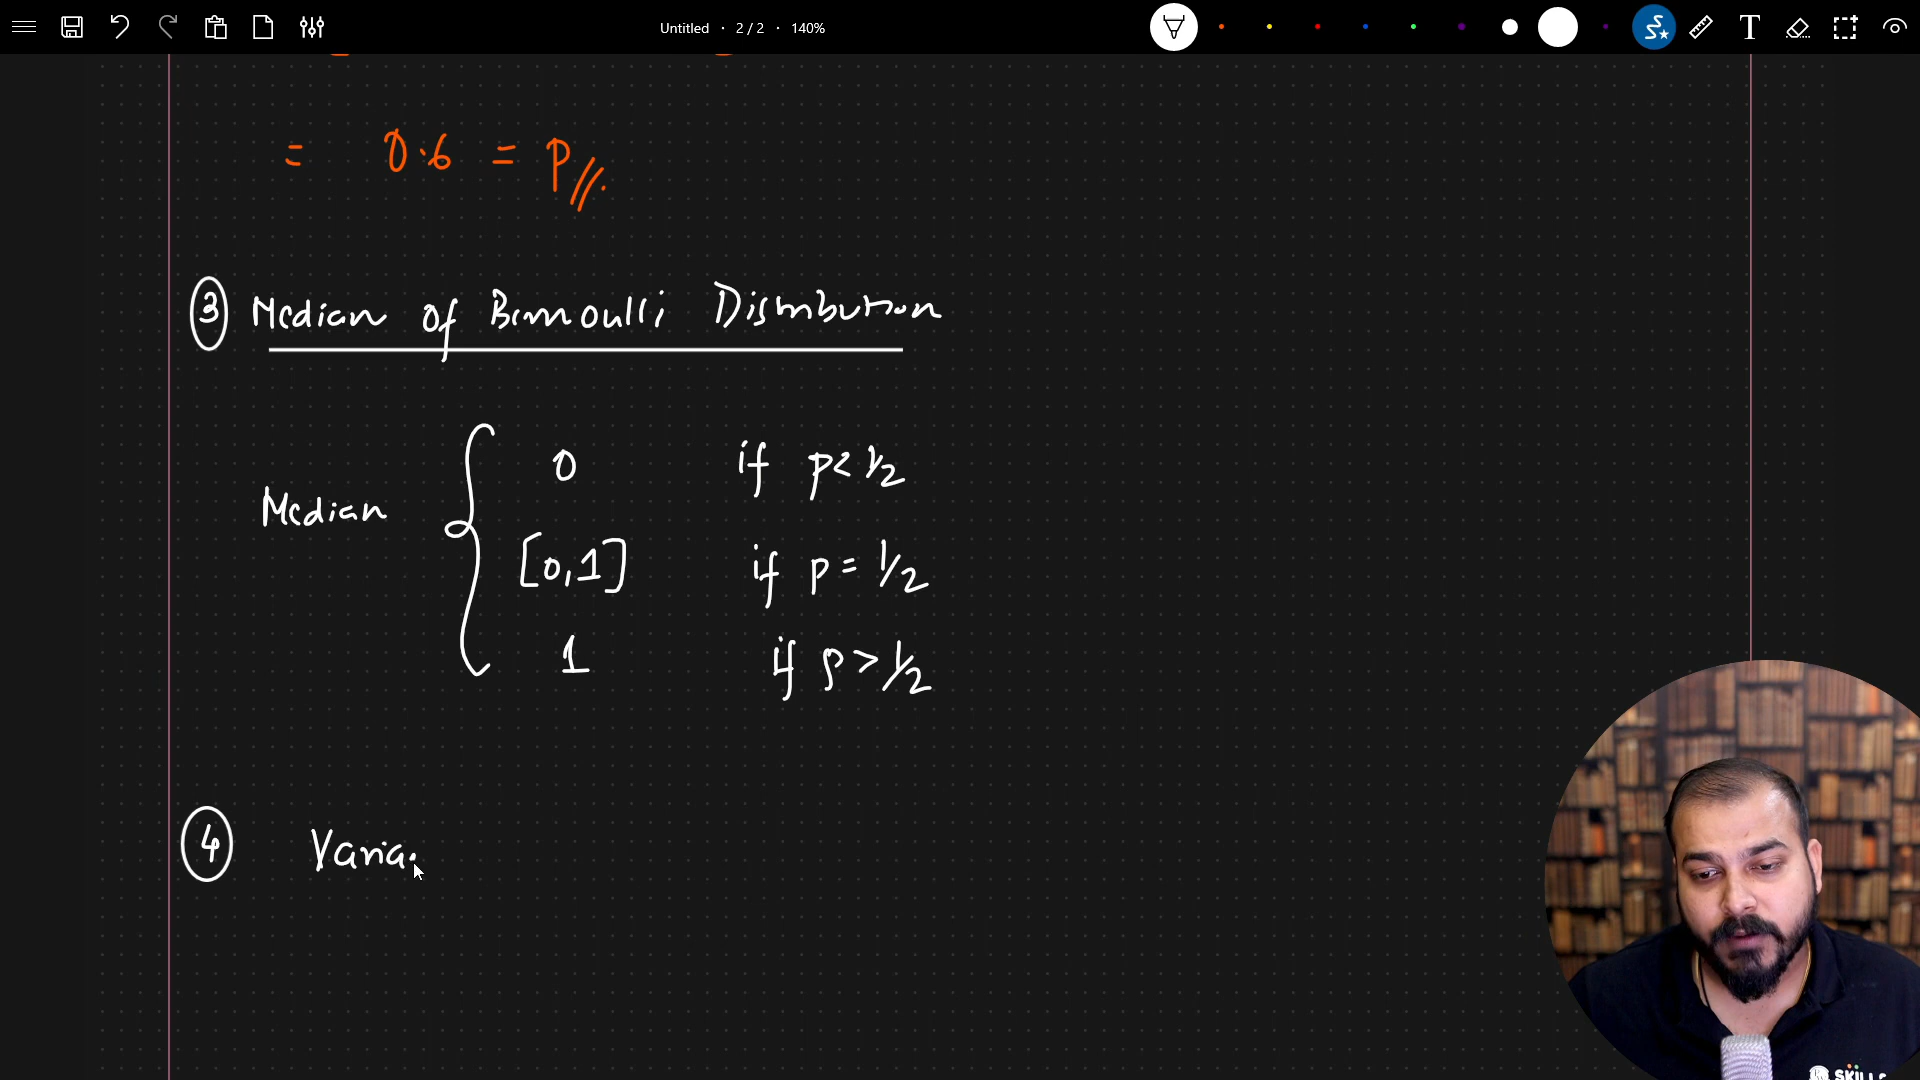 Untitled · 2 / 2 · 140%
= 0.6 = P
3 Median of Bernoulli Distribution
0 if p < 1/2
Median
[0,1] if p = 1/2
1 if p > 1/2
4 Varia
SKILLS